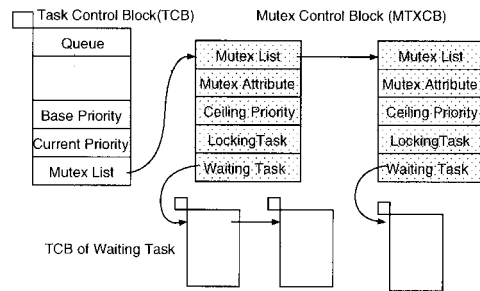 Task Control Block(TCB)
Mutex Control Block (MTXCB)
Queue
Base Priority
Current Priority
Mutex List
Mutex List
Mutex Attribute
Ceiling Priority
LockingTask
Waiting Task
Mutex List
Mutex Attribute
Ceiling Priority
LockingTask
Waiting Task
TCB of Waiting Task